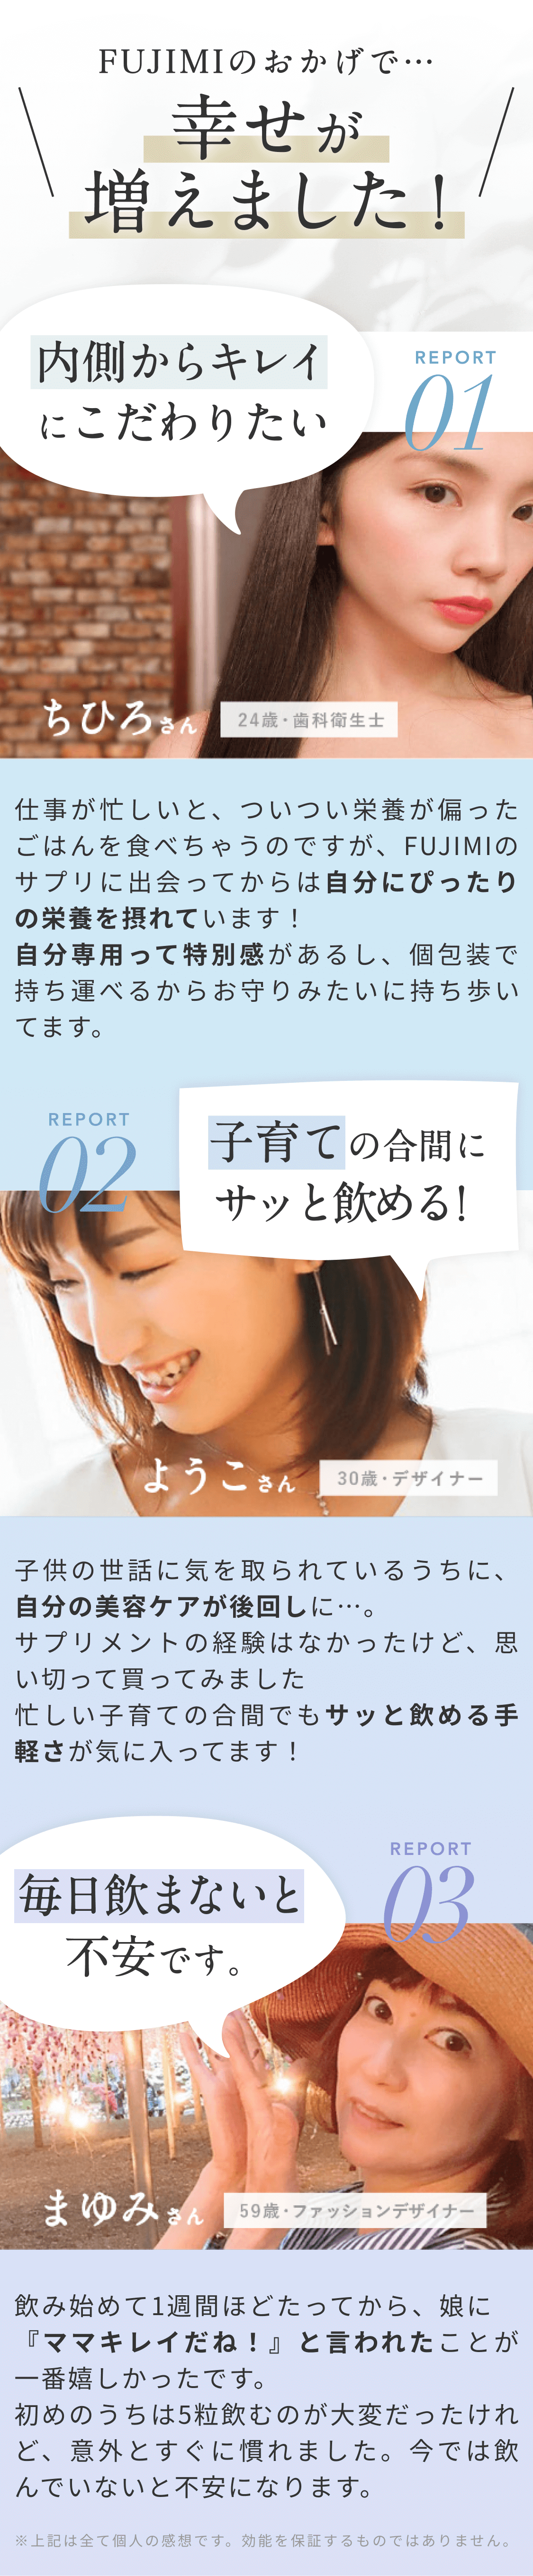 FUJIMIのおかげで…
幸せが
増えました！
内側からキレイ
にこだわりたい
REPORT
01
ちひろさん
24歳・歯科衛生士
仕事が忙しいと、ついつい栄養が偏った
ごはんを食べちゃうのですが、FUJIMIの
サプリに出会ってからは自分にぴったり
の栄養を摂れています！
自分専用って特別感があるし、個包装で
持ち運べるからお守りみたいに持ち歩い
てます。
REPORT
02
子育ての合間に
サッと飲める！
ようこさん
30歳・デザイナー
子供の世話に気を取られているうちに、
自分の美容ケアが後回しに…。
サプリメントの経験はなかったけど、思
い切って買ってみました
忙しい子育ての合間でもサッと飲める手
軽さが気に入ってます！
毎日飲まないと
不安です。
REPORT
03
まゆみさん
59歳・ファッションデザイナー
飲み始めて1週間ほどたってから、娘に
『ママキレイだね！』と言われたことが
一番嬉しかったです。
初めのうちは5粒飲むのが大変だったけれ
ど、意外とすぐに慣れました。今では飲
んでいないと不安になります。
※上記は全て個人の感想です。効能を保証するものではありません。